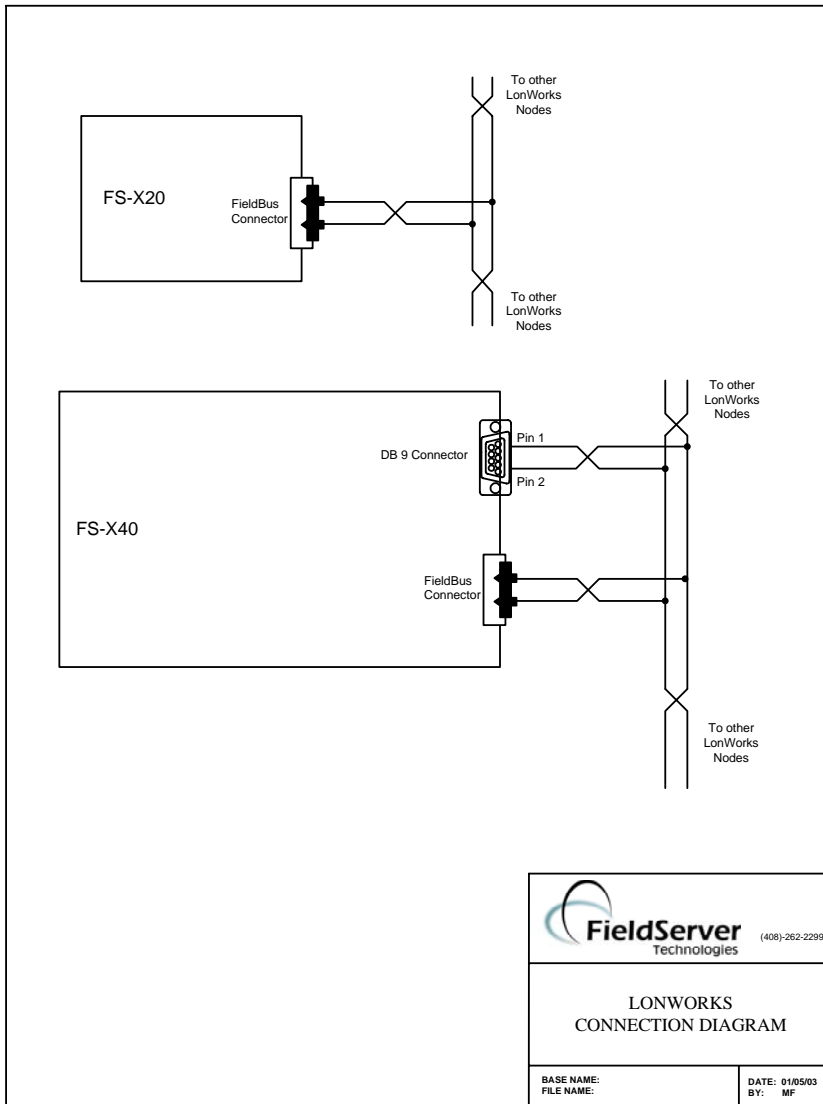 To other
LonWorks
Nodes
FS-X20
FieldBus
Connector
To other
LonWorks
Nodes
To other
LonWorks
Nodes
DB 9 Connector
Pin 1
Pin 2
FS-X40
FieldBus
Connector
To other
LonWorks
Nodes
FieldServer
Technologies
(408)-262-2299
LONWORKS
CONNECTION DIAGRAM
BASE NAME:
FILE NAME:
DATE: 01/05/03
BY: MF